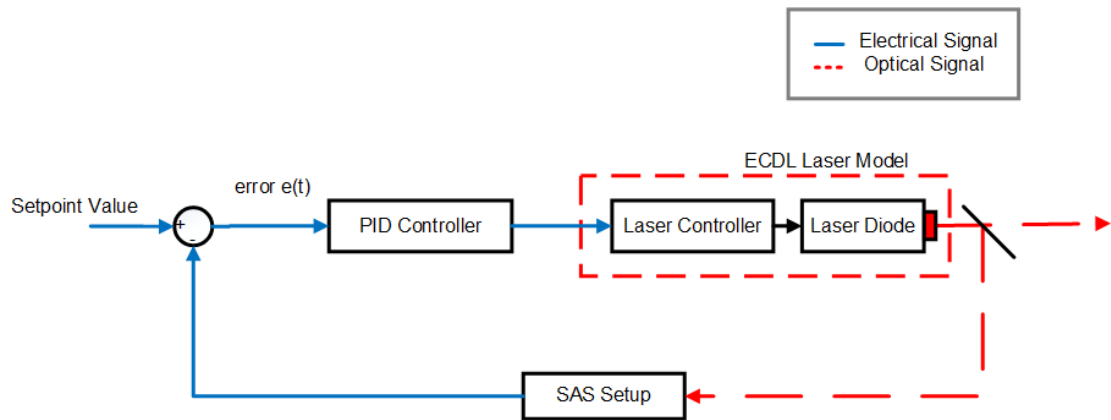 Electrical Signal
Optical Signal
ECDL Laser Model
error e(t)
Setpoint Value
+
-
PID Controller
Laser Controller
Laser Diode
SAS Setup